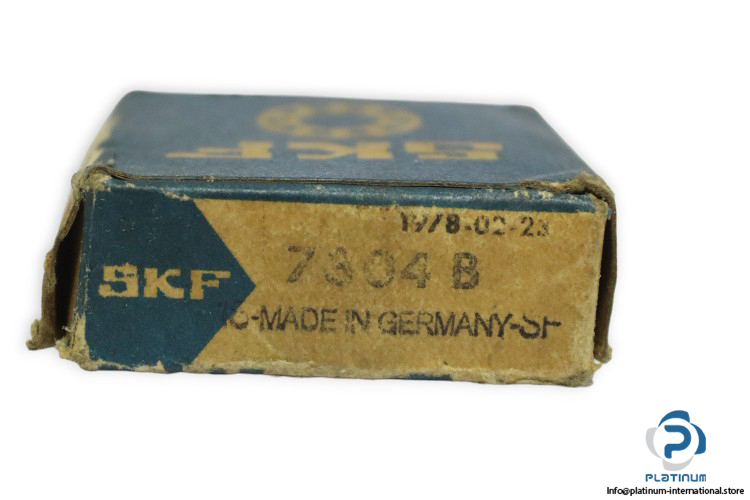 SKF
1978-02-23
7304 B
SKF
-MADE IN GERMANY-
PLATINUM
Info@platinum-international.store